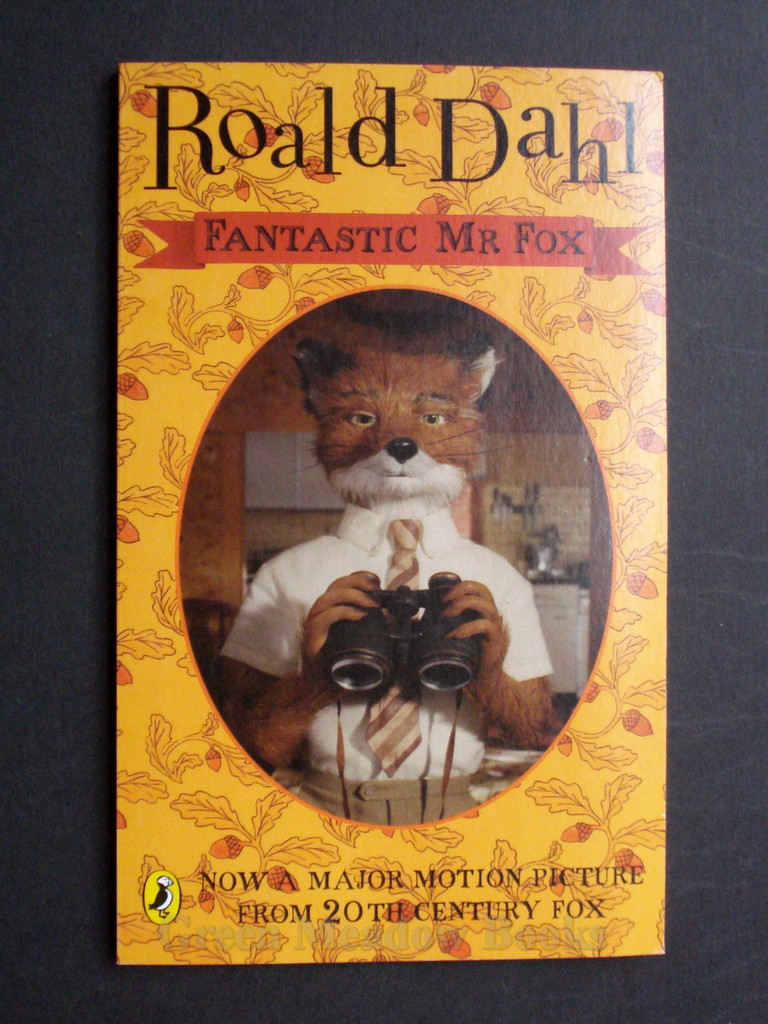 Roald Dahl
FANTASTIC MR FOX
NOW A MAJOR MOTION PICTURE
FROM 20TH CENTURY FOX
Green Meadow Books